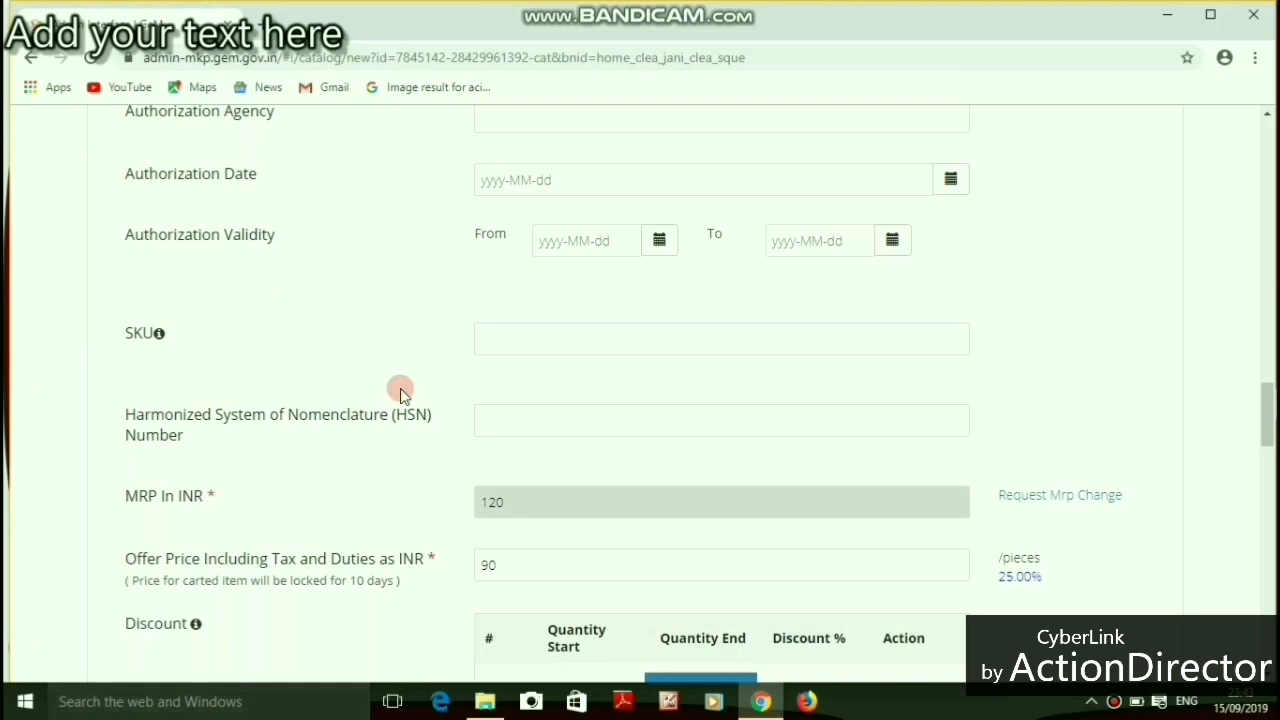 www.BANDICAM.com
Add your text here
admin-mkp.gem.gov.in/#!/catalog/new?id=7845142-28429961392-cat&bnid=home_clea_jani_clea_sque
Apps YouTube Maps News Gmail Image result for aci...
Authorization Agency
Authorization Date yyyy-MM-dd
Authorization Validity From yyyy-MM-dd To yyyy-MM-dd
SKU
Harmonized System of Nomenclature (HSN)
Number
MRP In INR * 120 Request Mrp Change
Offer Price Including Tax and Duties as INR * 90 /pieces
( Price for carted item will be locked for 10 days ) 25.00%
Discount # Quantity Start Quantity End Discount % Action
CyberLink
by ActionDirector
Search the web and Windows ENG 23:43
15/09/2019